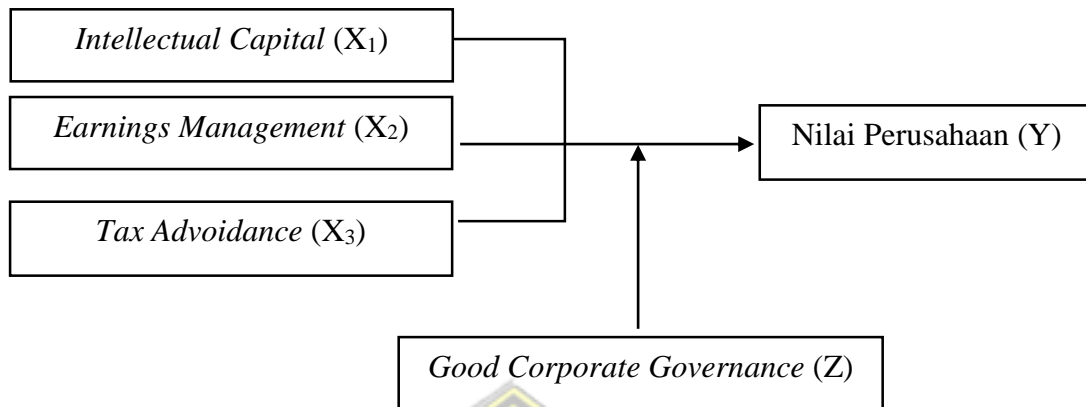 Intellectual Capital (X₁)
Earnings Management (X₂)
Nilai Perusahaan (Y)
Tax Advoidance (X₃)
Good Corporate Governance (Z)